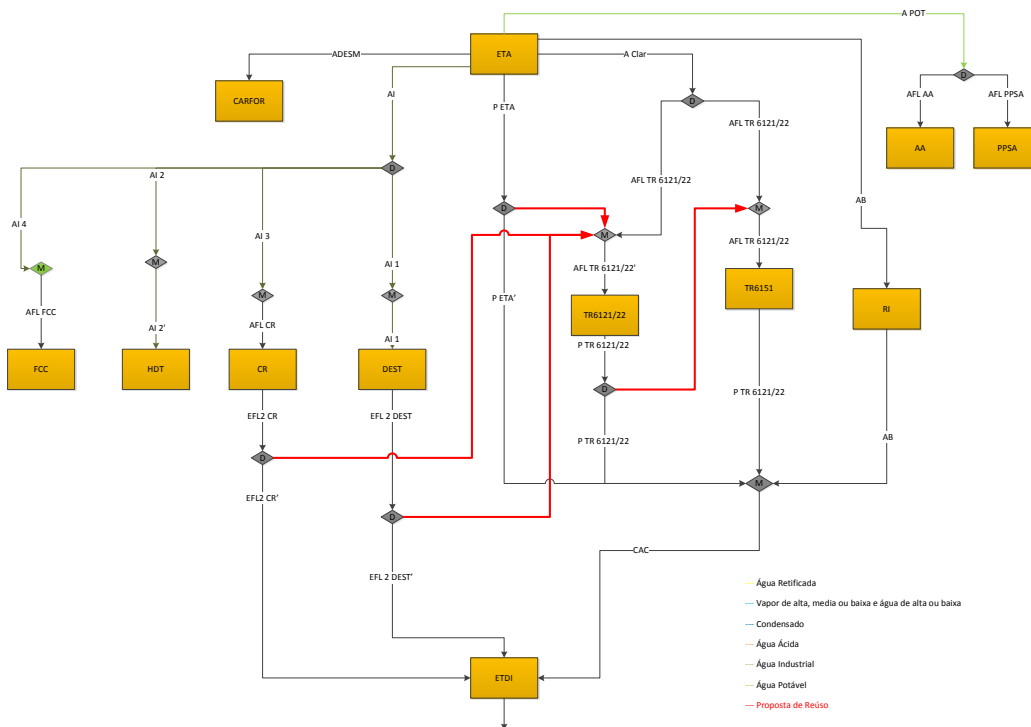 A POT
ETA
ADESM
A Clar
D
CARFOR
AI
P ETA
D
AFL AA
AFL PPSA
AFL TR 6121/22
AA
PPSA
AFL TR 6121/22
D
AI 2
AI 4
AI 3
AI 1
D
M
AB
M
M
AFL TR 6121/22
M
M
M
AFL TR 6121/22'
P ETA'
AFL FCC
AI 2'
AFL CR
AI 1
TR6121/22
TR6151
RI
P TR 6121/22
FCC
HDT
CR
DEST
D
P TR 6121/22
EFL2 CR
EFL 2 DEST
P TR 6121/22
AB
D
EFL2 CR'
M
D
CAC
EFL 2 DEST'
Água Retificada
Vapor de alta, media ou baixa e água de alta ou baixa
Condensado
Água Ácida
Água Industrial
Água Potável
Proposta de Reúso
ETDI